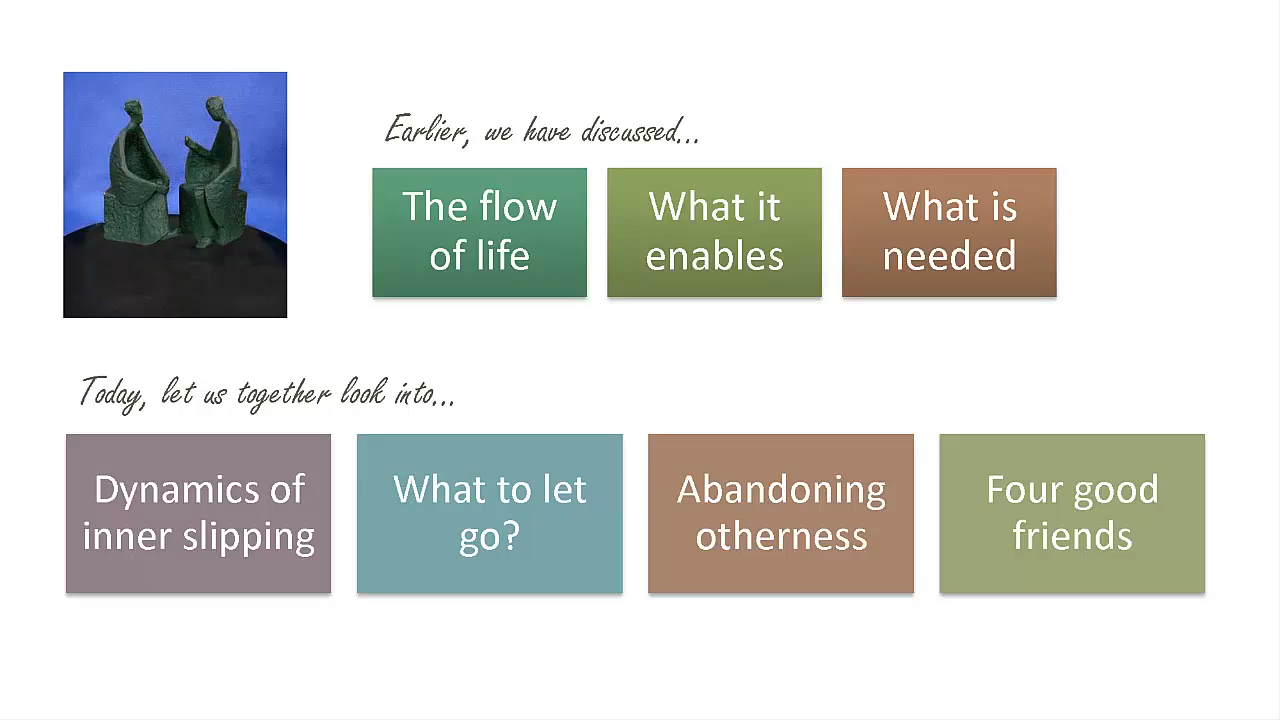 Earlier, we have discussed...
The flow
of life
What it
enables
What is
needed
Today, let us together look into...
Dynamics of
inner slipping
What to let
go?
Abandoning
otherness
Four good
friends